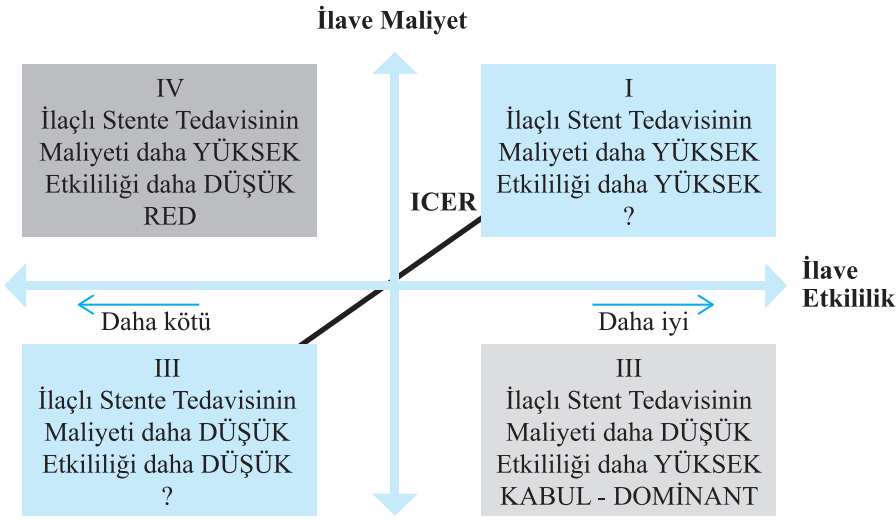 İlave Maliyet
IV
İlaçlı Stente Tedavisinin
Maliyeti daha YÜKSEK
Etkililiği daha DÜŞÜK
RED
I
İlaçlı Stent Tedavisinin
Maliyeti daha YÜKSEK
Etkililiği daha YÜKSEK
?
ICER
İlave
Etkililik
Daha kötü
Daha iyi
III
İlaçlı Stente Tedavisinin
Maliyeti daha DÜŞÜK
Etkililiği daha DÜŞÜK
?
III
İlaçlı Stent Tedavisinin
Maliyeti daha DÜŞÜK
Etkililiği daha YÜKSEK
KABUL - DOMİNANT